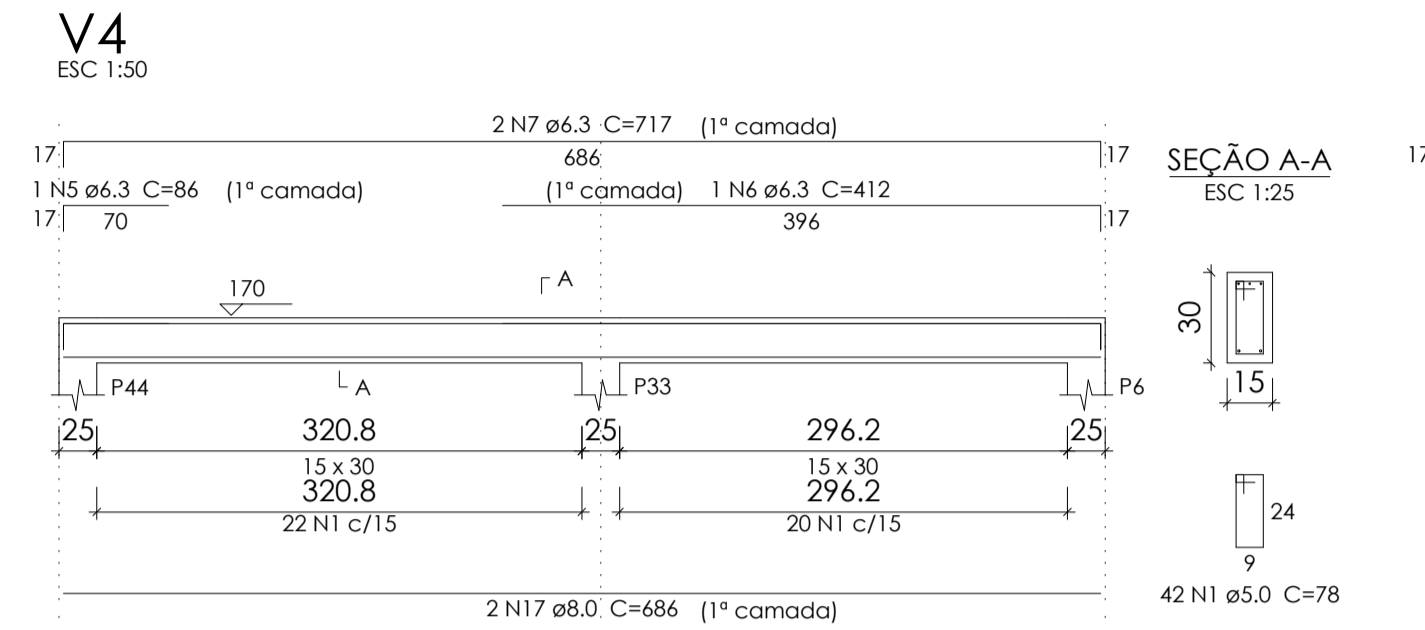 V4
ESC 1:50
2 N7 ø6.3 C=717 (1ª camada)
17 686 17
SEÇÃO A-A
ESC 1:25
17
1 N5 ø6.3 C=86 (1ª camada) (1ª camada) 1 N6 ø6.3 C=412
17 70 396 17
170
A
30
15
A
P44 P33 P6
25 320.8 25 296.2 25
15 x 30 15 x 30
320.8 296.2
22 N1 c/15 20 N1 c/15
24
9
42 N1 ø5.0 C=78
2 N17 ø8.0 C=686 (1ª camada)